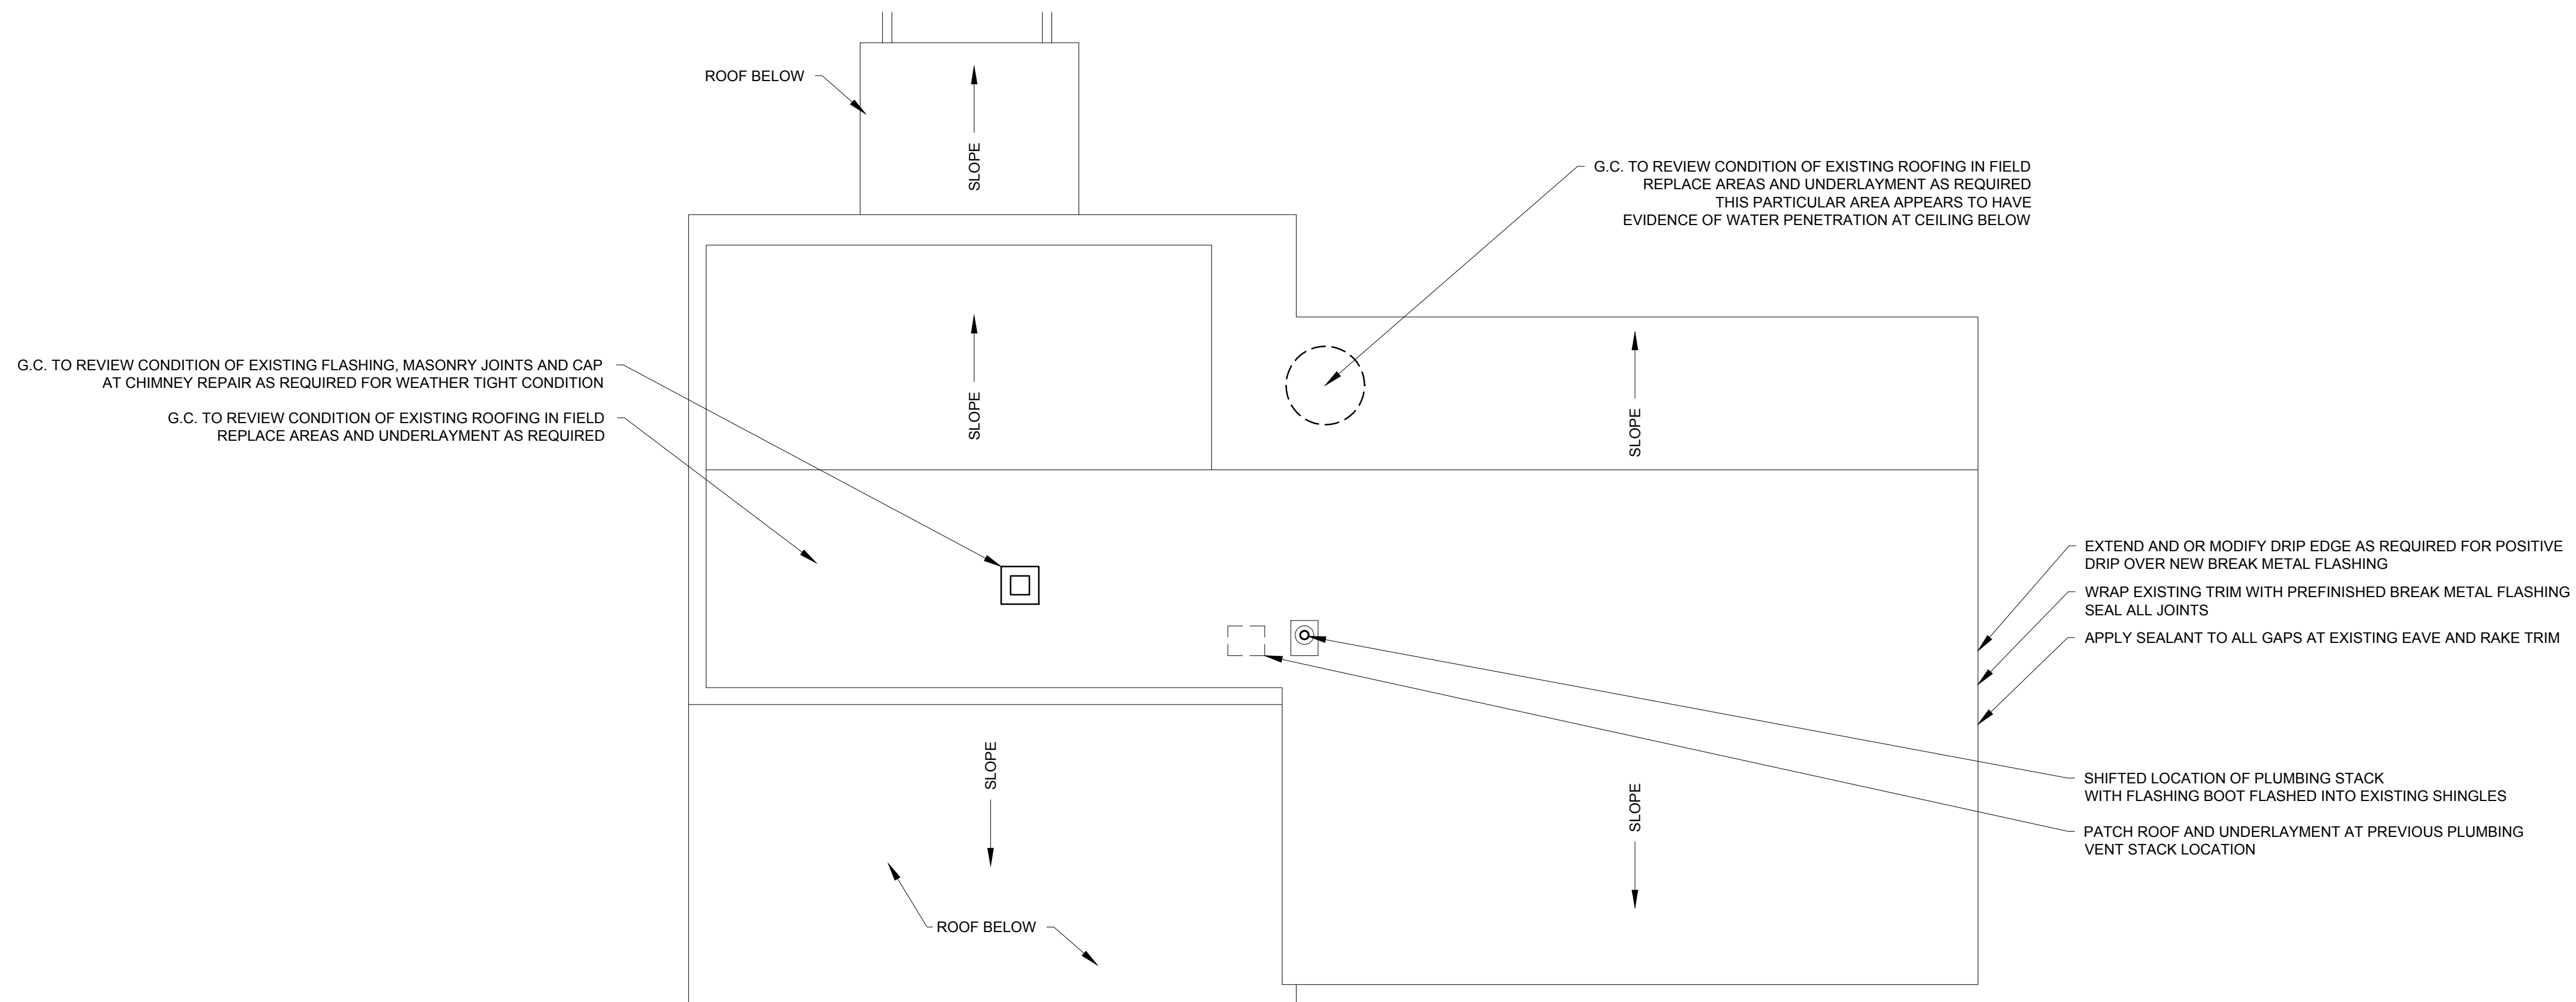 ROOF BELOW
SLOPE
G.C. TO REVIEW CONDITION OF EXISTING ROOFING IN FIELD
REPLACE AREAS AND UNDERLAYMENT AS REQUIRED
THIS PARTICULAR AREA APPEARS TO HAVE
EVIDENCE OF WATER PENETRATION AT CEILING BELOW
G.C. TO REVIEW CONDITION OF EXISTING FLASHING, MASONRY JOINTS AND CAP
AT CHIMNEY REPAIR AS REQUIRED FOR WEATHER TIGHT CONDITION
G.C. TO REVIEW CONDITION OF EXISTING ROOFING IN FIELD
REPLACE AREAS AND UNDERLAYMENT AS REQUIRED
SLOPE
SLOPE
EXTEND AND OR MODIFY DRIP EDGE AS REQUIRED FOR POSITIVE
DRIP OVER NEW BREAK METAL FLASHING
WRAP EXISTING TRIM WITH PREFINISHED BREAK METAL FLASHING
SEAL ALL JOINTS
APPLY SEALANT TO ALL GAPS AT EXISTING EAVE AND RAKE TRIM
SLOPE
SLOPE
SHIFTED LOCATION OF PLUMBING STACK
WITH FLASHING BOOT FLASHED INTO EXISTING SHINGLES
PATCH ROOF AND UNDERLAYMENT AT PREVIOUS PLUMBING
VENT STACK LOCATION
ROOF BELOW